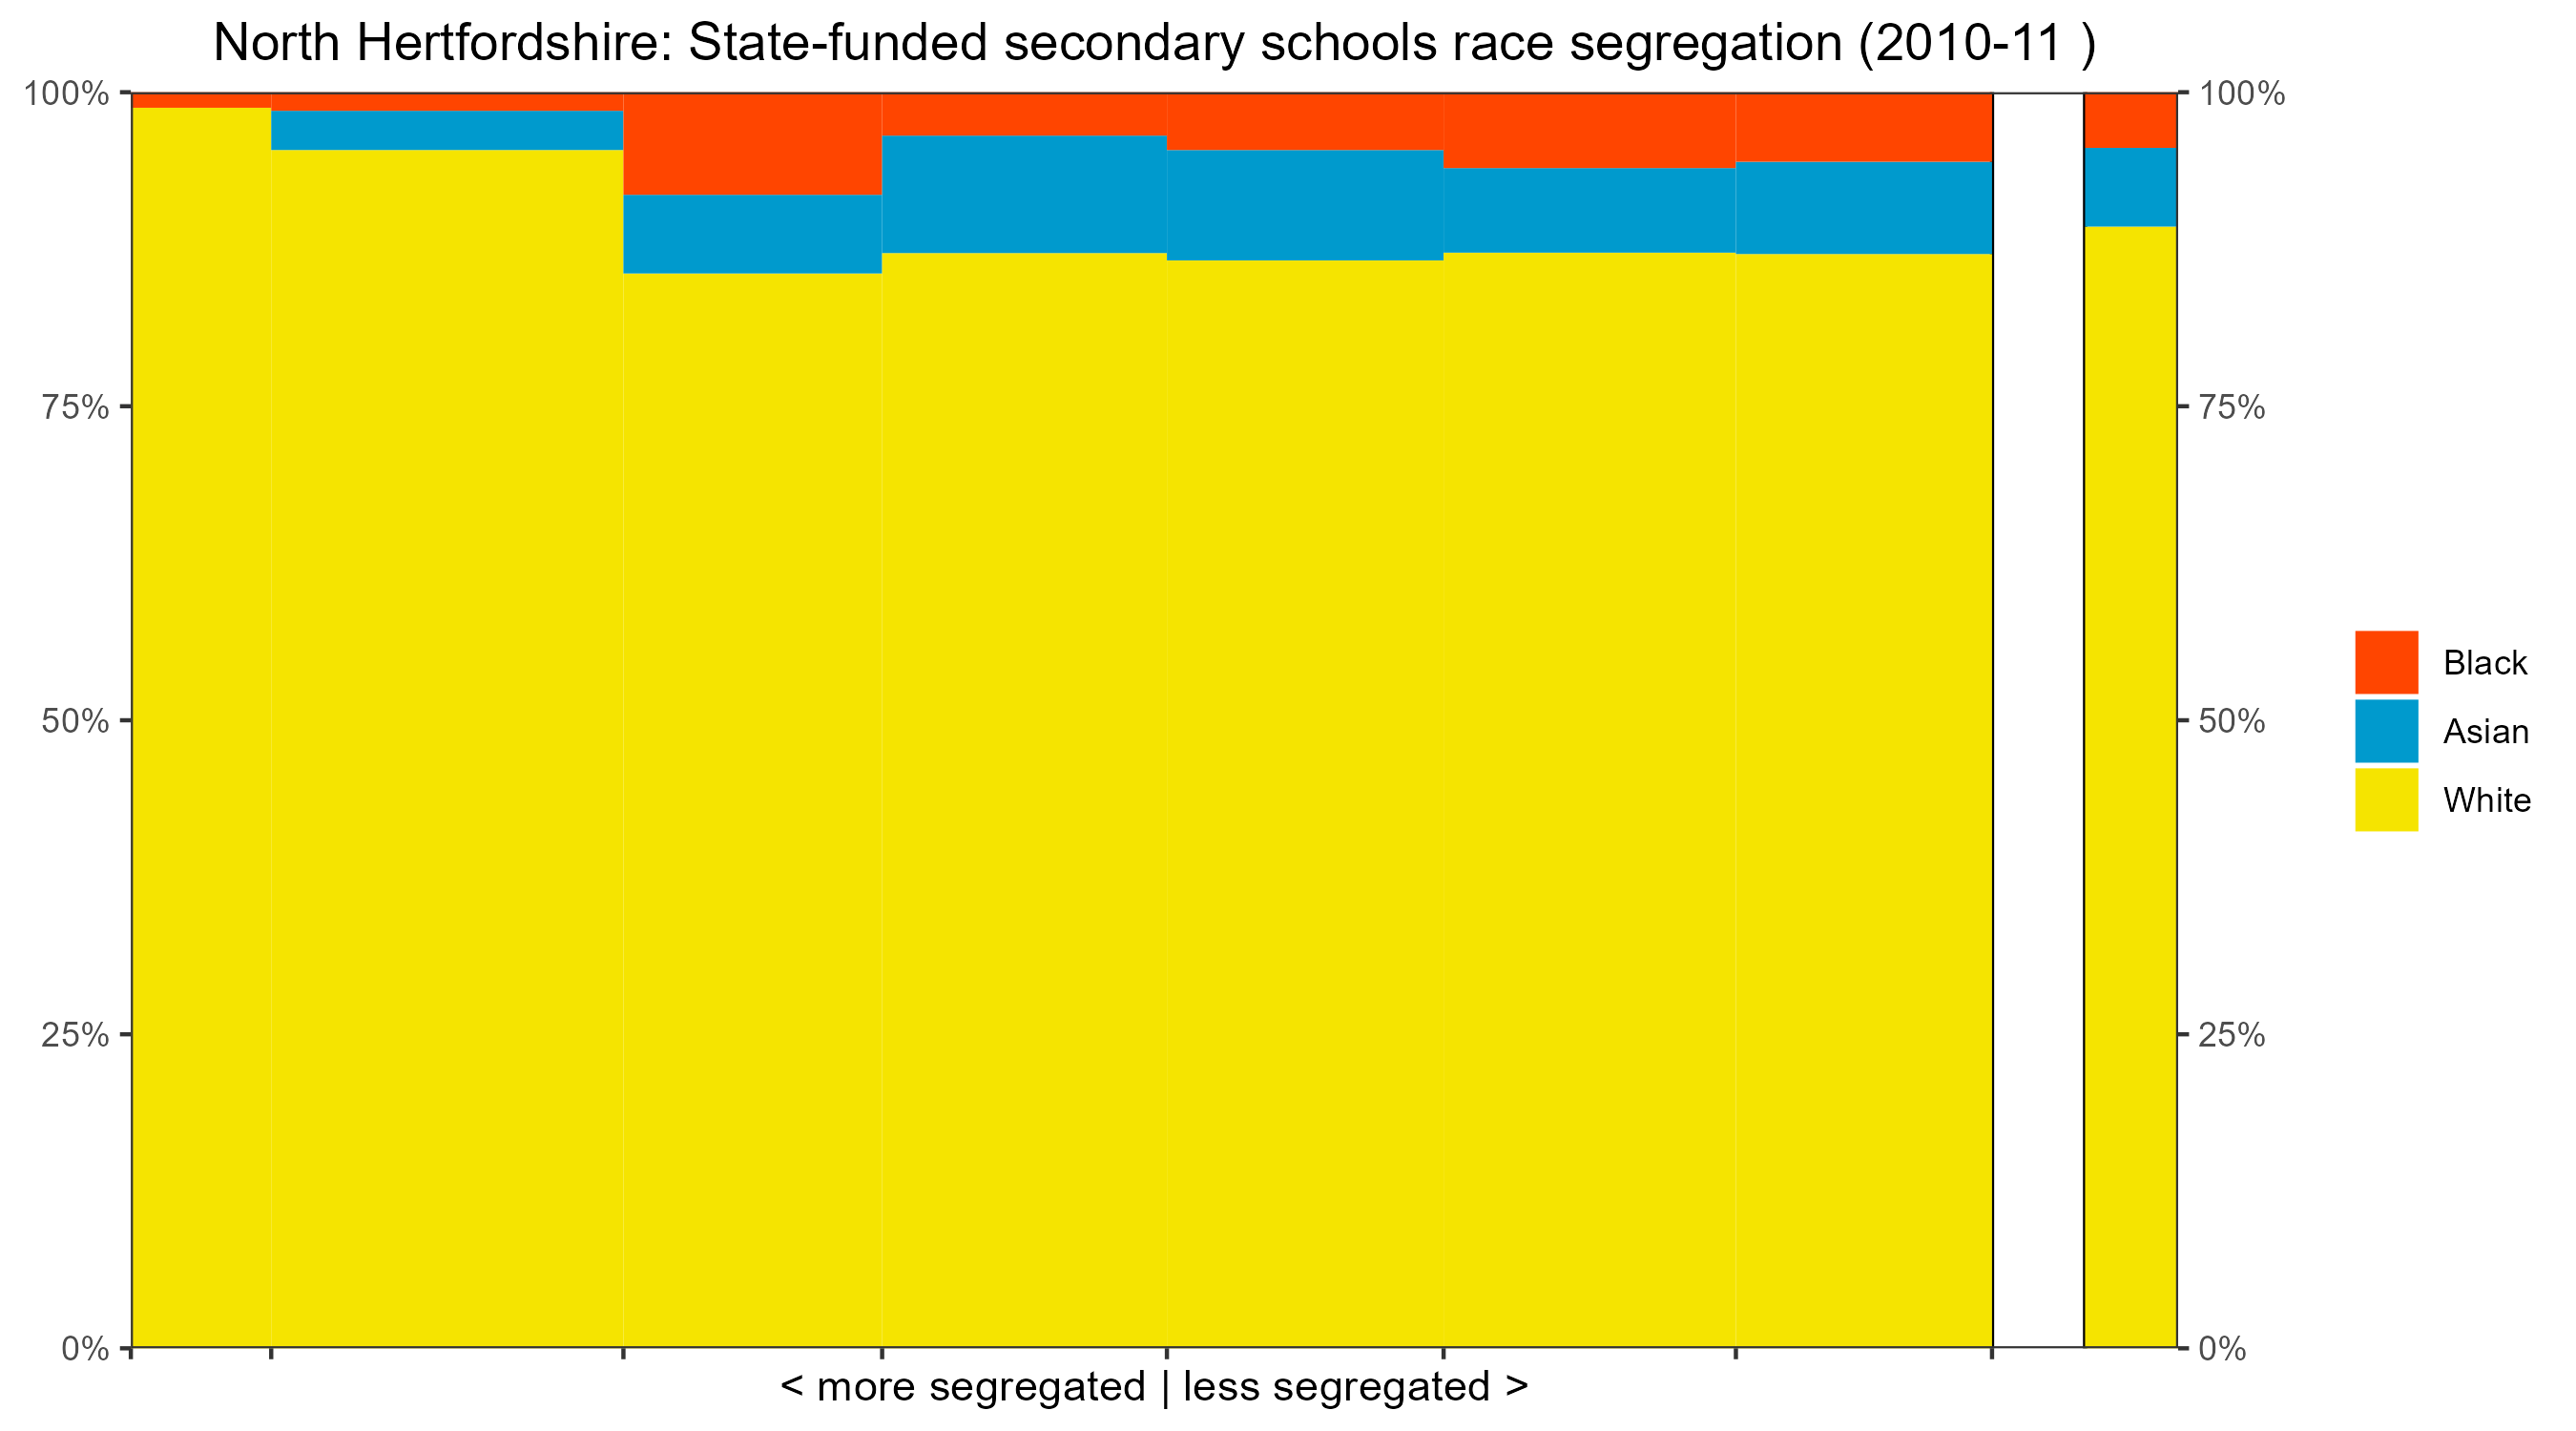 North Hertfordshire: State-funded secondary schools race segregation (2010-11 )
100%
75%
50%
25%
0%
100%
75%
50%
25%
0%
Black
Asian
White
< more segregated | less segregated >